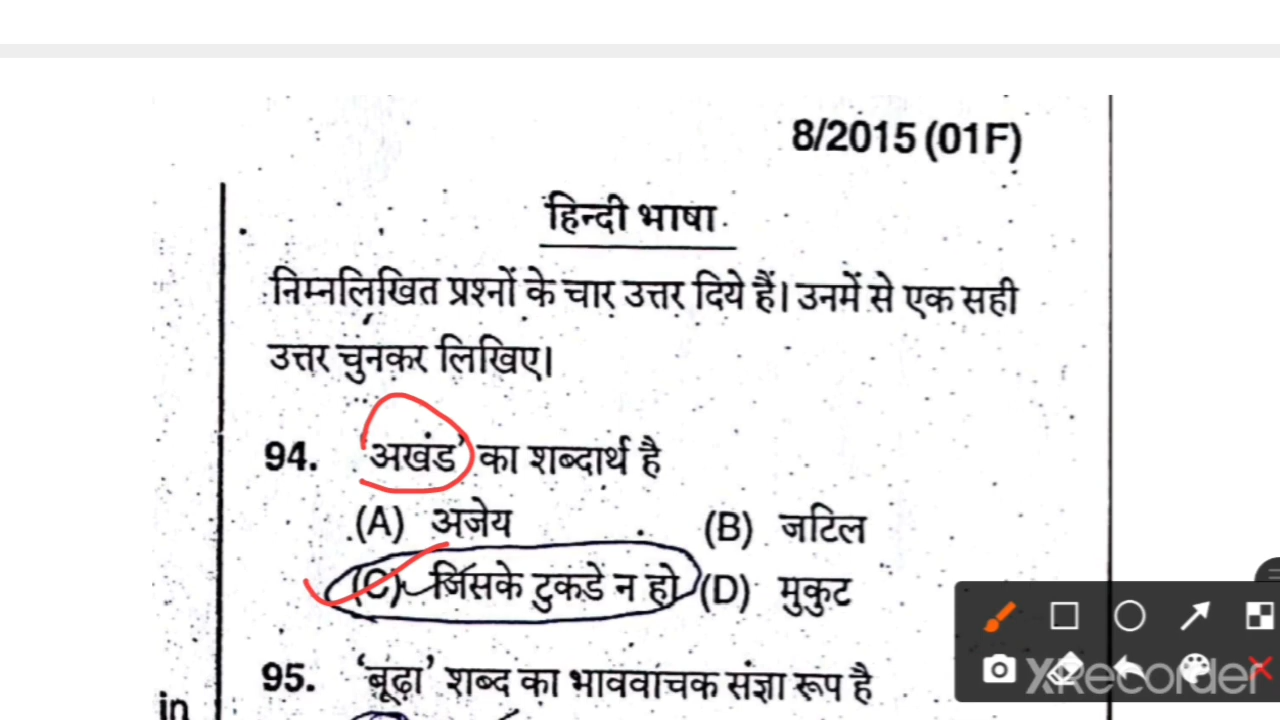 8/2015 (01F)
हिन्दी भाषा
निम्नलिखित प्रश्नों के चार उत्तर दिये हैं। उनमें से एक सही
उत्तर चुनकर लिखिए।
94. 'अखंड' का शब्दार्थ है
(A) अजेय (B) जटिल
(C) जिसके टुकडे न हो (D) मुकुट
95. 'बूढ़ा' शब्द का भाववाचक संज्ञा रूप है
in
XRecorder